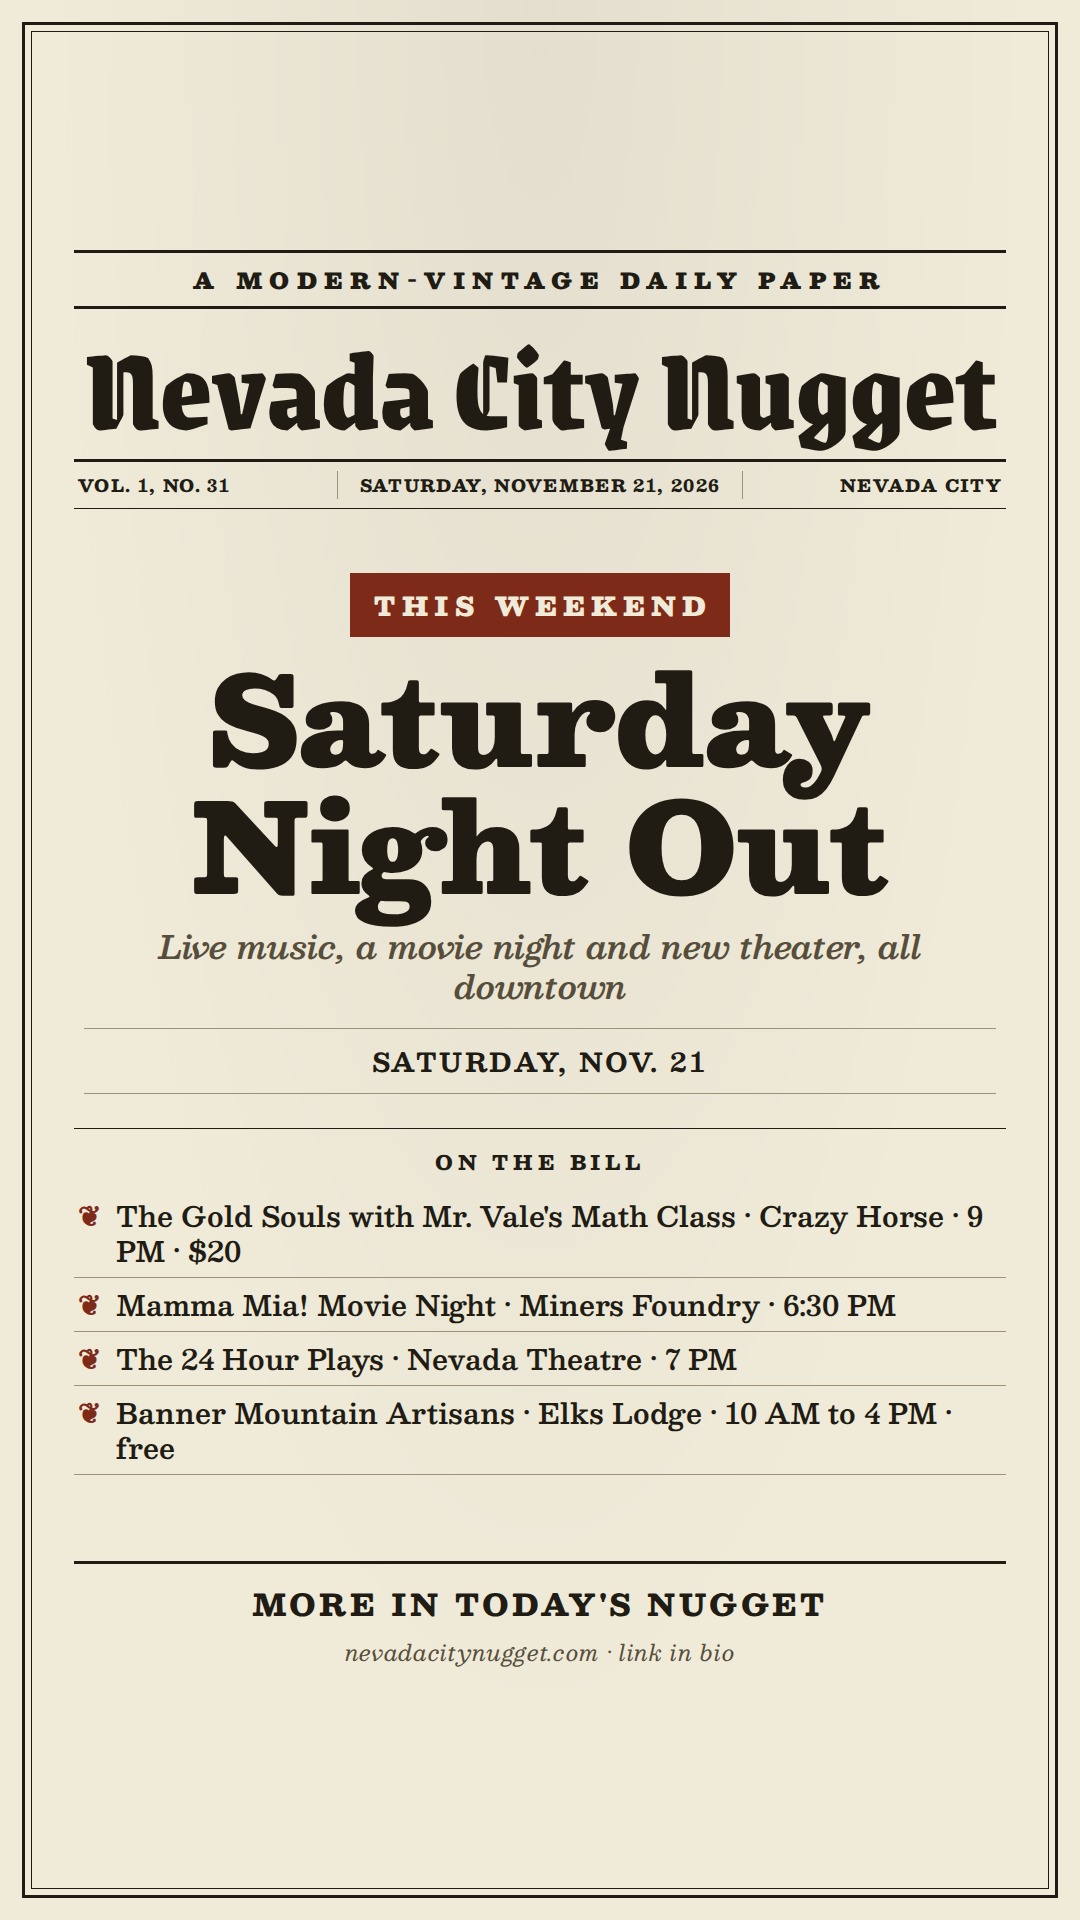 A MODERN-VINTAGE DAILY PAPER
Nevada City Nugget
VOL. 1, NO. 31 SATURDAY, NOVEMBER 21, 2026 NEVADA CITY
THIS WEEKEND
Saturday
Night Out
Live music, a movie night and new theater, all
downtown
SATURDAY, NOV. 21
ON THE BILL
❦ The Gold Souls with Mr. Vale's Math Class · Crazy Horse · 9
PM · $20
❦ Mamma Mia! Movie Night · Miners Foundry · 6:30 PM
❦ The 24 Hour Plays · Nevada Theatre · 7 PM
❦ Banner Mountain Artisans · Elks Lodge · 10 AM to 4 PM ·
free
MORE IN TODAY'S NUGGET
nevadacitynugget.com · link in bio